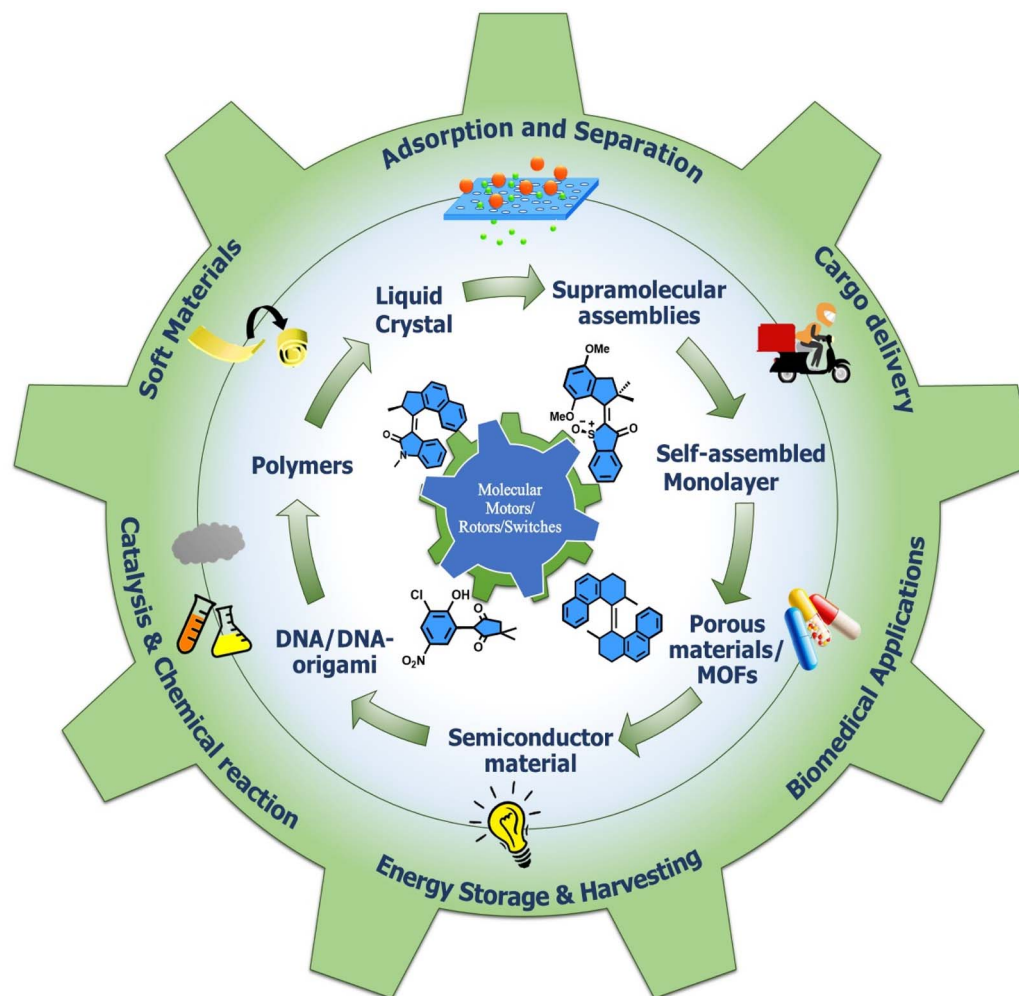 Adsorption and Separation
Cargo delivery
Biomedical Applications
Energy Storage & Harvesting
Catalysis & Chemical reaction
Soft Materials
Liquid
Crystal
Supramolecular
assemblies
Self-assembled
Monolayer
Porous
materials/
MOFs
Semiconductor
material
DNA/DNA-
origami
Polymers
Molecular
Motors/
Rotors/Switches
O
N
OMe
MeO
O
S
O
− +
Cl
OH
O
O
O₂N